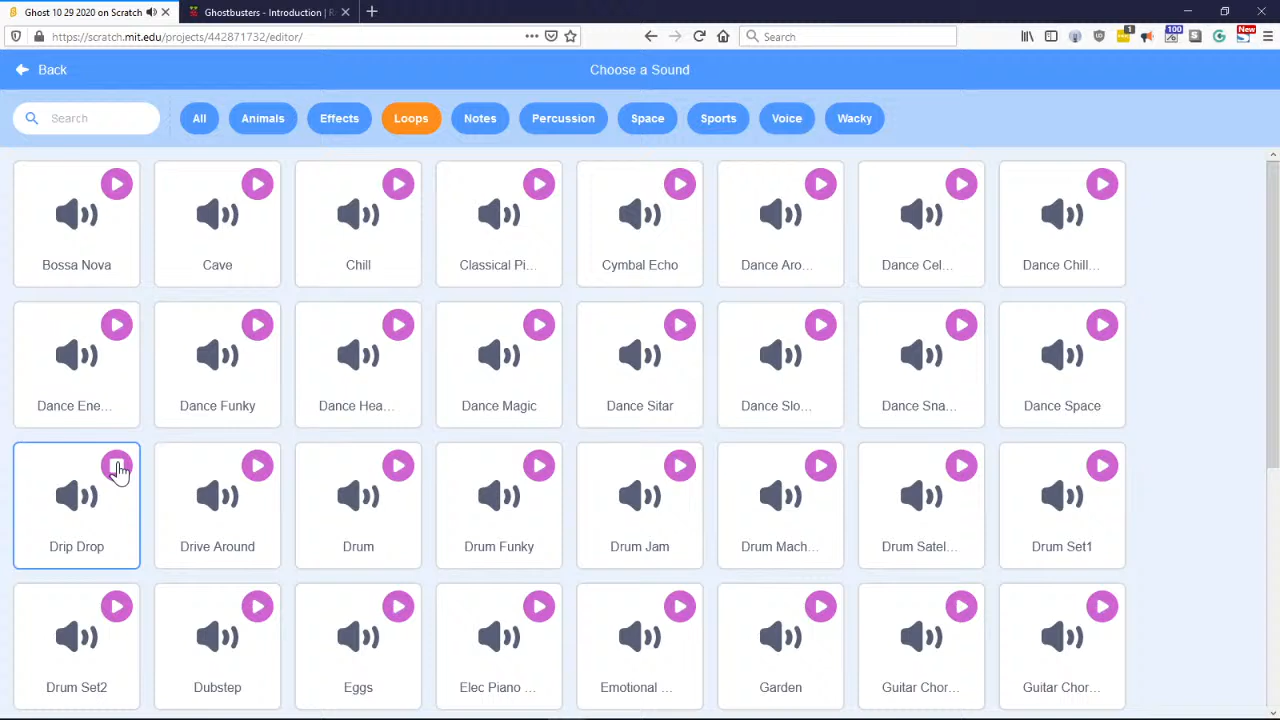 Ghost 10 29 2020 on Scratch
Ghostbusters - Introduction | R
https://scratch.mit.edu/projects/442871732/editor/
Search
1
100
New
Back
Choose a Sound
Search
All
Animals
Effects
Loops
Notes
Percussion
Space
Sports
Voice
Wacky
Bossa Nova
Cave
Chill
Classical Pi...
Cymbal Echo
Dance Aro...
Dance Cel...
Dance Chill...
Dance Ene...
Dance Funky
Dance Hea...
Dance Magic
Dance Sitar
Dance Slo...
Dance Sna...
Dance Space
Drip Drop
Drive Around
Drum
Drum Funky
Drum Jam
Drum Mach...
Drum Satel...
Drum Set1
Drum Set2
Dubstep
Eggs
Elec Piano ...
Emotional ...
Garden
Guitar Chor...
Guitar Chor...